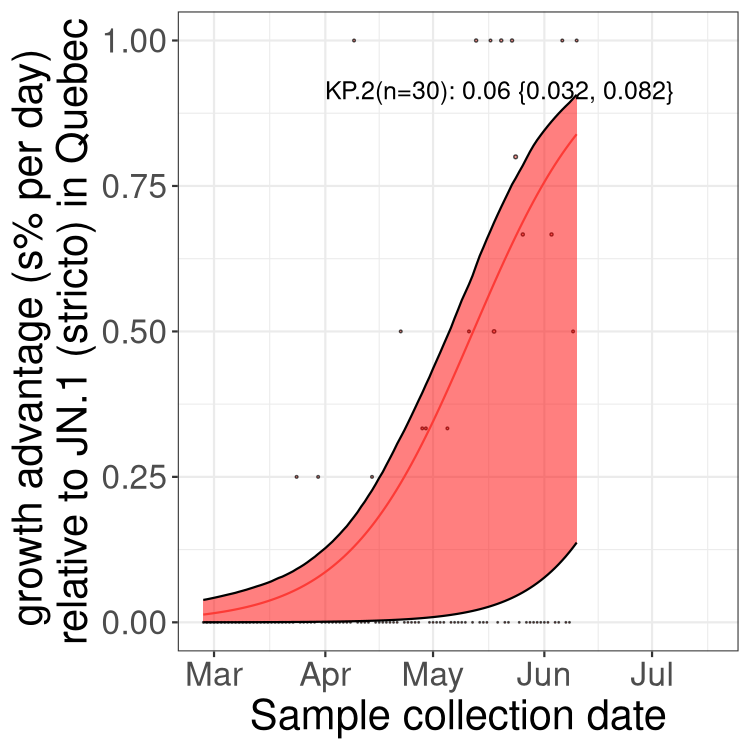 growth advantage (s% per day)
relative to JN.1 (stricto) in Quebec
1.00
KP.2(n=30): 0.06 {0.032, 0.082}
0.75
0.50
0.25
0.00
Mar Apr May Jun Jul
Sample collection date